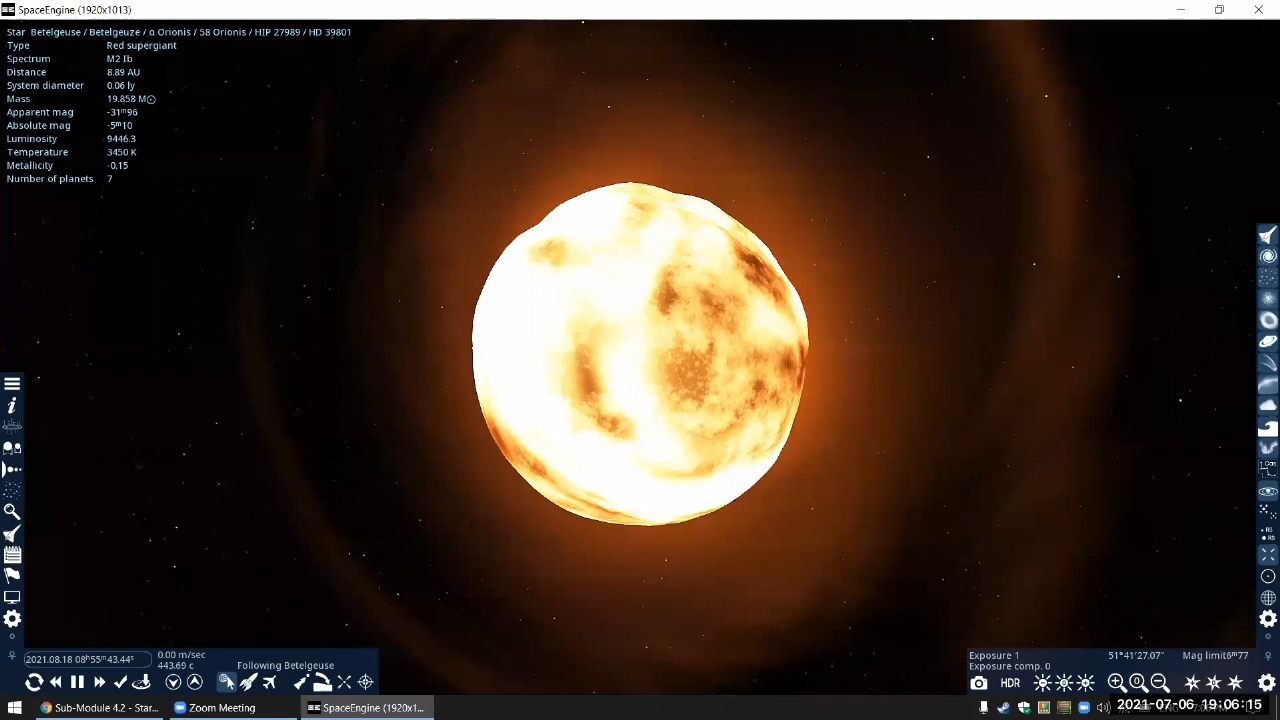 SpaceEngine (1920x1013)
Star Betelgeuse / Betelgeuze / α Orionis / 58 Orionis / HIP 27989 / HD 39801
Type Red supergiant
Spectrum M2 Ib
Distance 8.89 AU
System diameter 0.06 ly
Mass 19.858 M☉
Apparent mag -31ᵐ96
Absolute mag -5ᵐ10
Luminosity 9446.3
Temperature 3450 K
Metallicity -0.15
Number of planets 7
2021.08.18 08ʰ55ᵐ43.44ˢ
0.00 m/sec
443.69 c
Following Betelgeuse
Exposure 1 51°41'27.07" Mag limit6ᵐ77
Exposure comp. 0
HDR
Sub-Module 4.2 - Star...
Zoom Meeting
SpaceEngine (1920x1...
2021-07-06 19:06:15